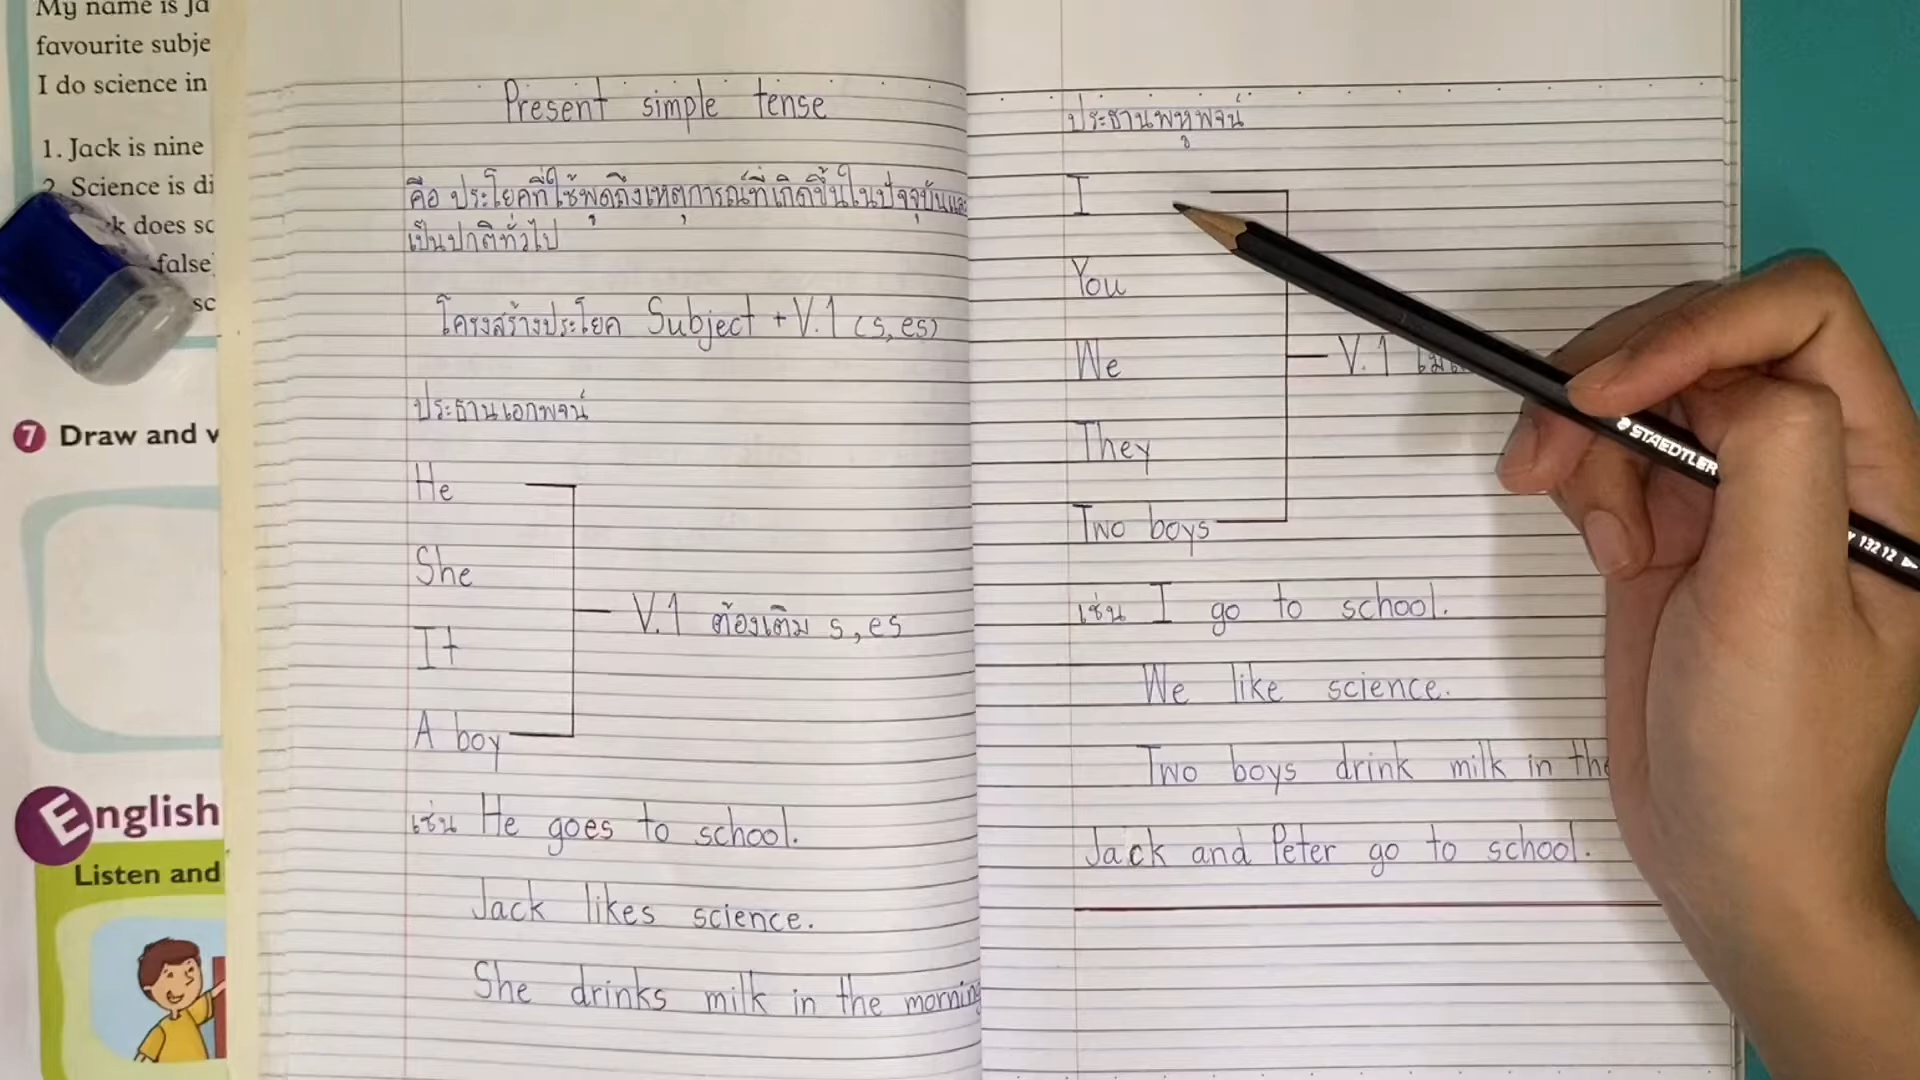 My name is Ja
favourite subje
I do science in
1. Jack is nine
2. Science is di
k does sc
false
sc
7 Draw and v
English
Listen and
Present simple tense
คือ ประโยคที่ใช้พูดถึงเหตุการณ์ที่เกิดขึ้นในปัจจุบันและ
เป็นปกติทั่วไป
โครงสร้างประโยค Subject + V.1 (s, es)
ประธานเอกพจน์
He
She
It
A boy
V.1 ต้องเติม s, es
เช่น He goes to school.
Jack likes science.
She drinks milk in the morning
ประธานพหูพจน์
I
You
We
They
Two boys
V.1
เช่น I go to school.
We like science.
Two boys drink milk in the
Jack and Peter go to school.
STAEDTLER
132 12